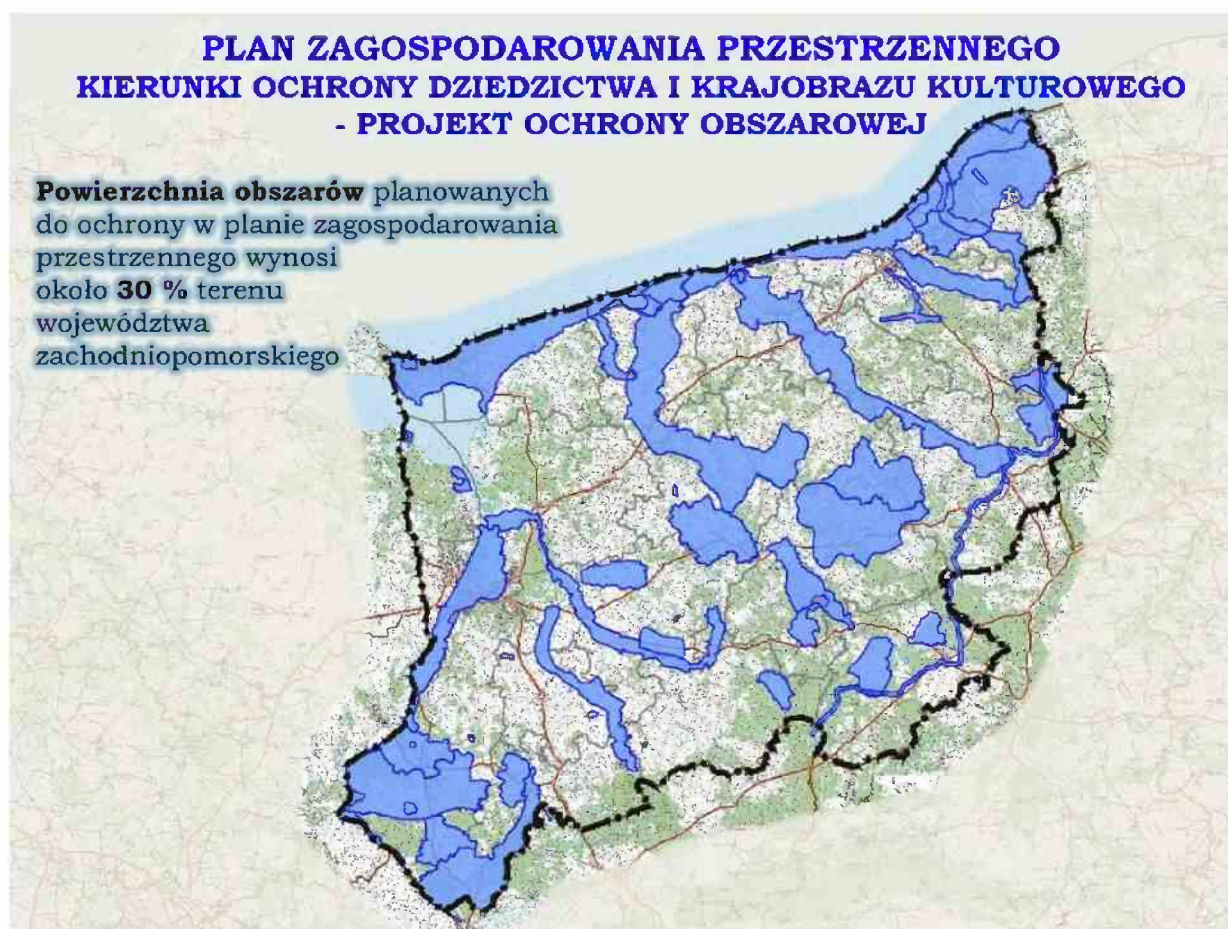 PLAN ZAGOSPODAROWANIA PRZESTRZENNEGO
KIERUNKI OCHRONY DZIEDZICTWA I KRAJOBRAZU KULTUROWEGO
- PROJEKT OCHRONY OBSZAROWEJ
Powierzchnia obszarów planowanych
do ochrony w planie zagospodarowania
przestrzennego wynosi
około 30 % terenu
województwa
zachodniopomorskiego